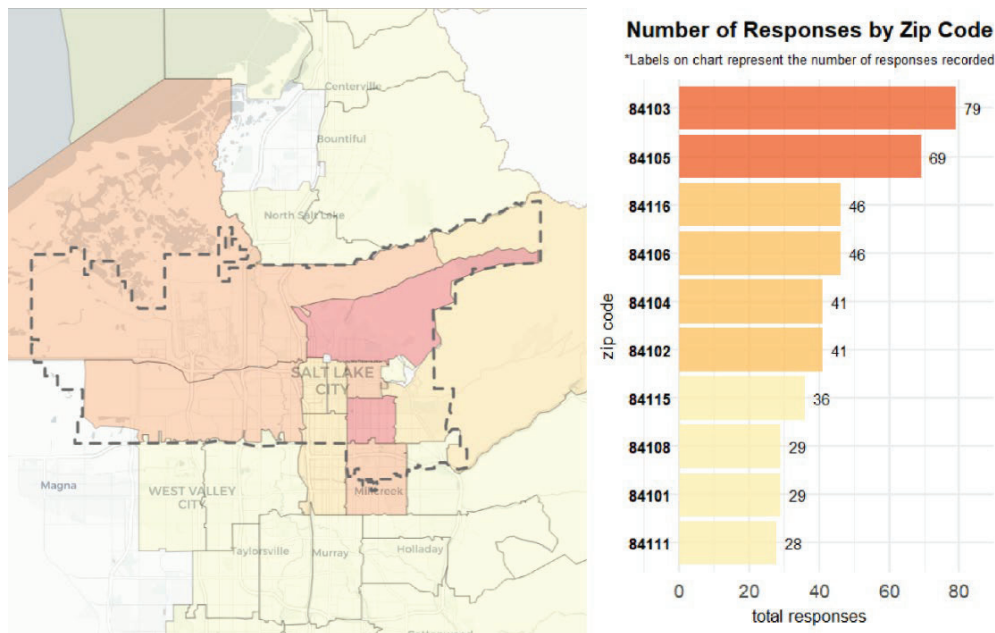 Centerville
Bountiful
North Salt Lake
SALT LAKE
CITY
Magna
WEST VALLEY
CITY
Millcreek
Taylorsville
Murray
Holladay
Number of Responses by Zip Code
*Labels on chart represent the number of responses recorded
zip code
84103
79
84105
69
84116
46
84106
46
84104
41
84102
41
84115
36
84108
29
84101
29
84111
28
0
20
40
60
80
total responses